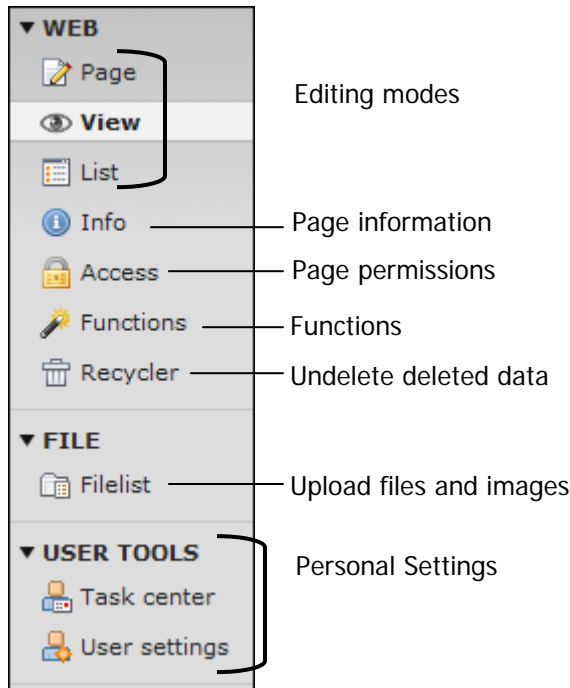 ▼ WEB
Page
Editing modes
View
List
Info Page information
Access Page permissions
Functions Functions
Recycler Undelete deleted data
▼ FILE
Filelist Upload files and images
▼ USER TOOLS
Personal Settings
Task center
User settings